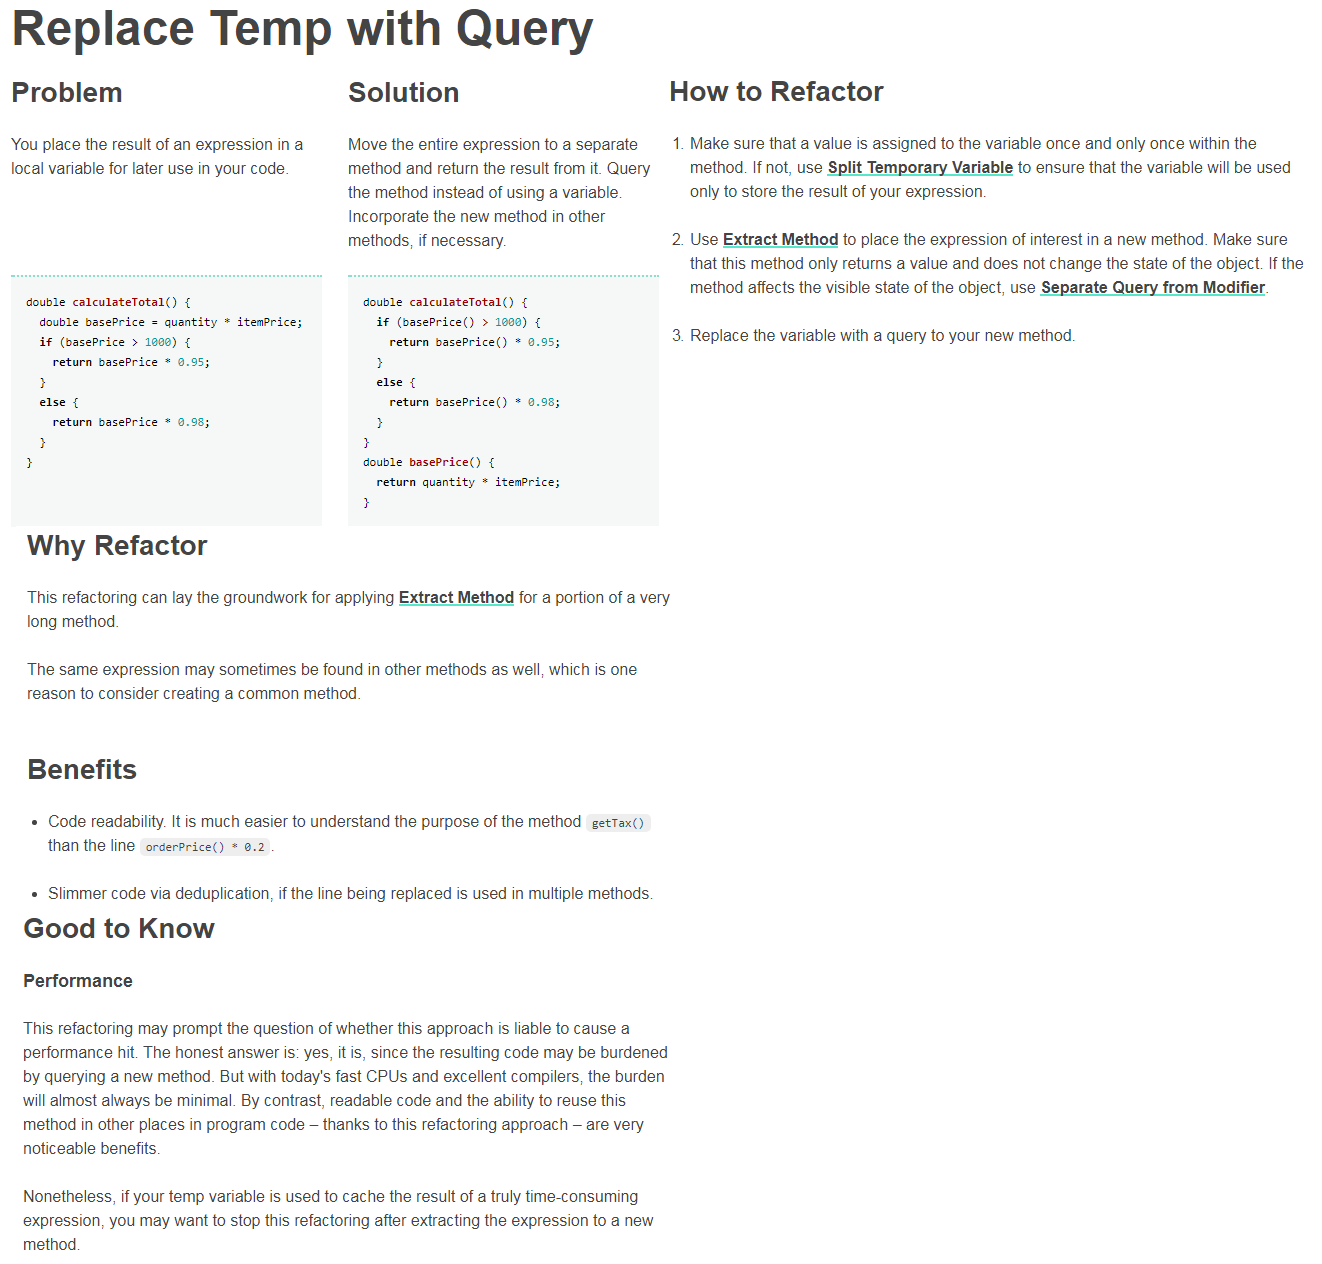 Replace Temp with Query
Problem
You place the result of an expression in a
local variable for later use in your code.
double calculateTotal() {
  double basePrice = quantity * itemPrice;
  if (basePrice > 1000) {
    return basePrice * 0.95;
  }
  else {
    return basePrice * 0.98;
  }
}
Solution
Move the entire expression to a separate
method and return the result from it. Query
the method instead of using a variable.
Incorporate the new method in other
methods, if necessary.
double calculateTotal() {
  if (basePrice() > 1000) {
    return basePrice() * 0.95;
  }
  else {
    return basePrice() * 0.98;
  }
}
double basePrice() {
  return quantity * itemPrice;
}
How to Refactor
1. Make sure that a value is assigned to the variable once and only once within the
method. If not, use Split Temporary Variable to ensure that the variable will be used
only to store the result of your expression.
2. Use Extract Method to place the expression of interest in a new method. Make sure
that this method only returns a value and does not change the state of the object. If the
method affects the visible state of the object, use Separate Query from Modifier.
3. Replace the variable with a query to your new method.
Why Refactor
This refactoring can lay the groundwork for applying Extract Method for a portion of a very
long method.
The same expression may sometimes be found in other methods as well, which is one
reason to consider creating a common method.
Benefits
• Code readability. It is much easier to understand the purpose of the method getTax()
than the line orderPrice() * 0.2 .
• Slimmer code via deduplication, if the line being replaced is used in multiple methods.
Good to Know
Performance
This refactoring may prompt the question of whether this approach is liable to cause a
performance hit. The honest answer is: yes, it is, since the resulting code may be burdened
by querying a new method. But with today's fast CPUs and excellent compilers, the burden
will almost always be minimal. By contrast, readable code and the ability to reuse this
method in other places in program code – thanks to this refactoring approach – are very
noticeable benefits.
Nonetheless, if your temp variable is used to cache the result of a truly time-consuming
expression, you may want to stop this refactoring after extracting the expression to a new
method.